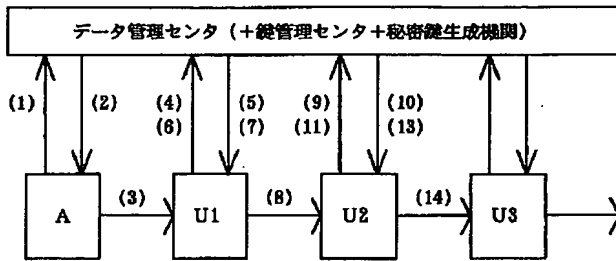 データ管理センタ（＋鍵管理センタ＋秘密鍵生成機関）
(1) (2) (4) (5) (9) (10)
(6) (7) (11) (13)
(3) (8) (14)
A U1 U2 U3